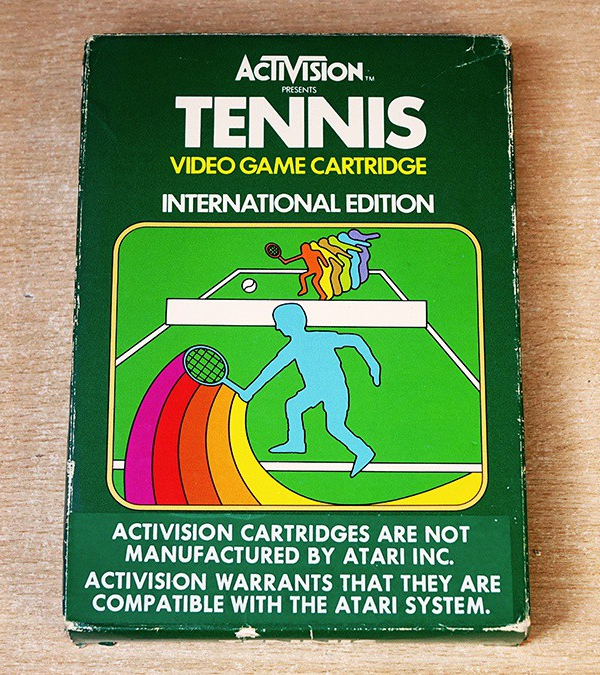 ACTIVISION™
PRESENTS
TENNIS
VIDEO GAME CARTRIDGE
INTERNATIONAL EDITION
ACTIVISION CARTRIDGES ARE NOT
MANUFACTURED BY ATARI INC.
ACTIVISION WARRANTS THAT THEY ARE
COMPATIBLE WITH THE ATARI SYSTEM.